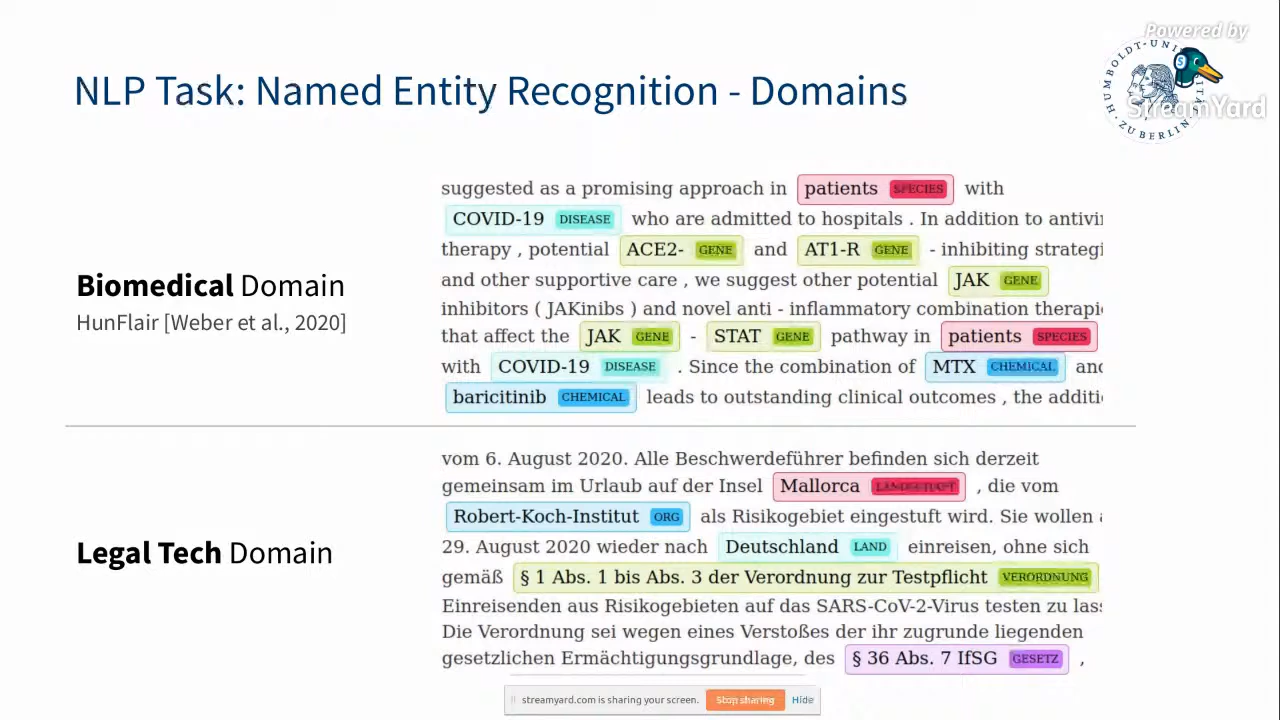 Powered by
StreamYard
HUMBOLDT-UNI
ZU BERLIN
NLP Task: Named Entity Recognition - Domains
Biomedical Domain
HunFlair [Weber et al., 2020]
suggested as a promising approach in patients SPECIES with
COVID-19 DISEASE who are admitted to hospitals . In addition to
therapy , potential ACE2- GENE and AT1-R GENE - inhibiting
and other supportive care , we suggest other potential JAK GENE
inhibitors ( JAKinibs ) and novel anti - inflammatory combination
that affect the JAK GENE - STAT GENE pathway in patients SPECIES
with COVID-19 DISEASE . Since the combination of MTX CHEMICAL
baricitinib CHEMICAL leads to outstanding clinical outcomes , the
Legal Tech Domain
vom 6. August 2020. Alle Beschwerdeführer befinden sich derzeit
gemeinsam im Urlaub auf der Insel Mallorca , die vom
Robert-Koch-Institut ORG als Risikogebiet eingestuft wird. Sie wollen
29. August 2020 wieder nach Deutschland LAND einreisen, ohne sich
gemäß § 1 Abs. 1 bis Abs. 3 der Verordnung zur Testpflicht VERORDNUNG
Einreisenden aus Risikogebieten auf das SARS-CoV-2-Virus testen zu
Die Verordnung sei wegen eines Verstoßes der ihr zugrunde liegenden
gesetzlichen Ermächtigungsgrundlage, des § 36 Abs. 7 IfSG GESETZ ,
streamyard.com is sharing your screen. Stop sharing Hide